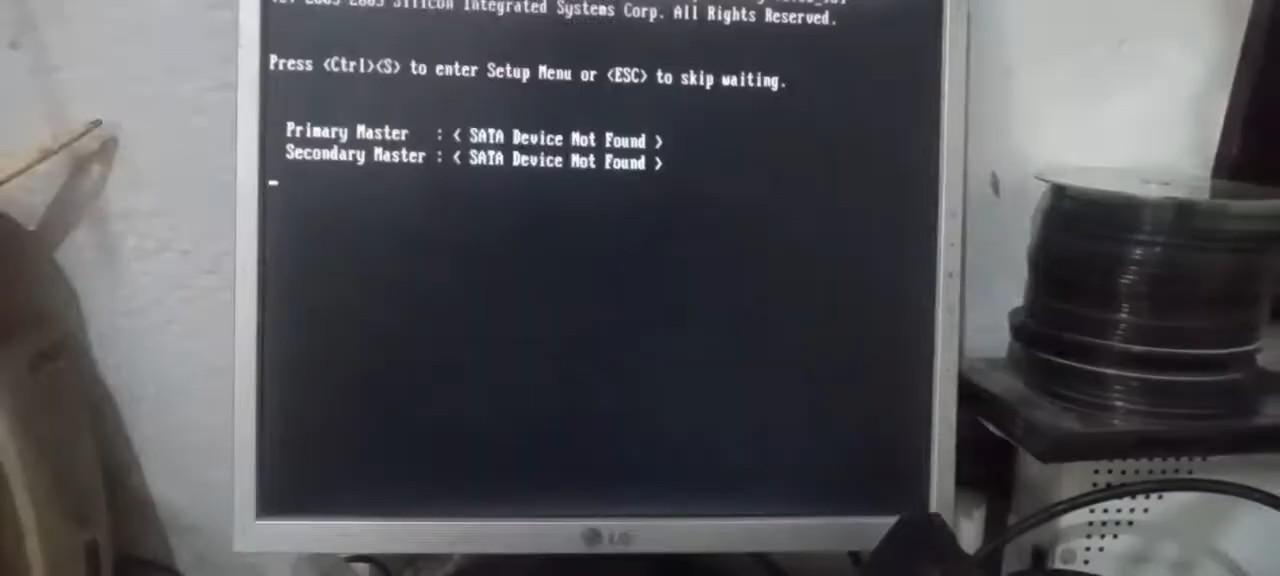 Silicon Integrated Systems Corp. All Rights Reserved.
Press <Ctrl><S> to enter Setup Menu or <ESC> to skip waiting.
Primary Master : < SATA Device Not Found >
Secondary Master : < SATA Device Not Found >
LG